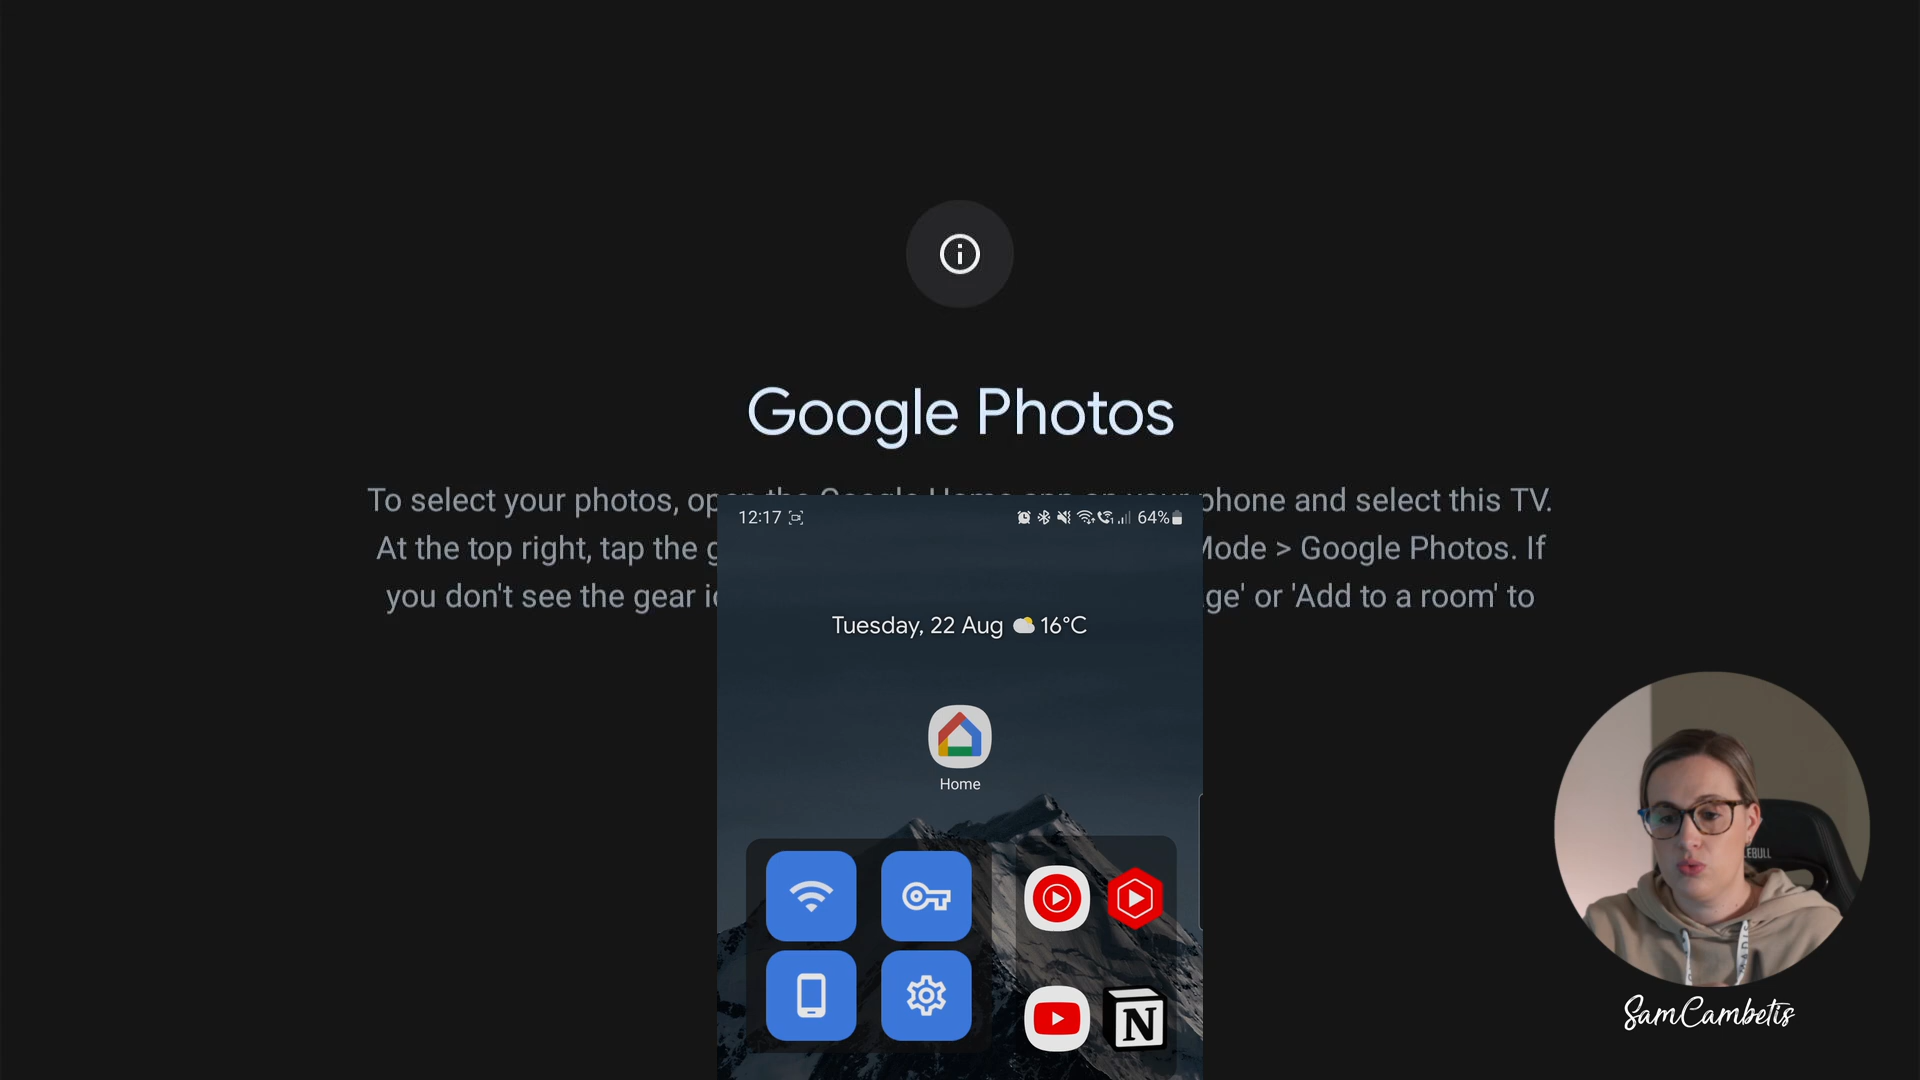 Google Photos
To select your photos, op phone and select this TV.
At the top right, tap the Mode > Google Photos. If
you don't see the gear or 'Add to a room' to
12:17 64%
Tuesday, 22 Aug 16°C
Home
N
SamCambetis